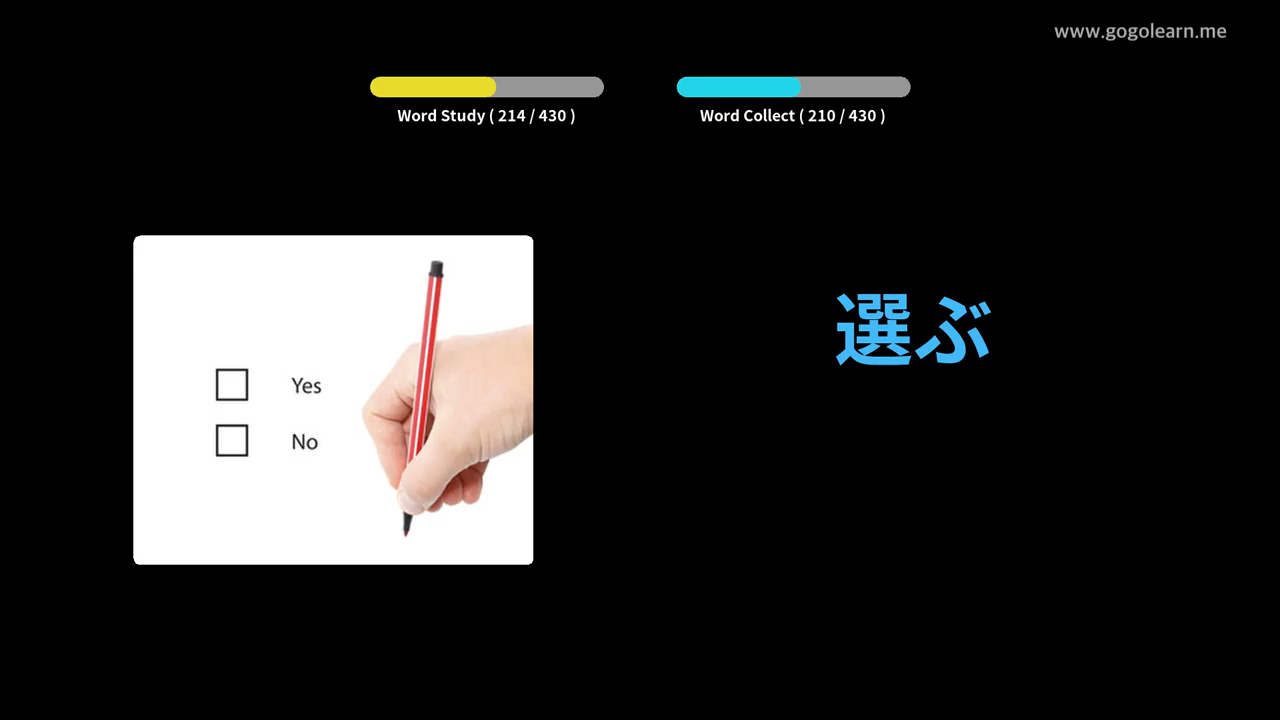 www.gogolearn.me
Word Study ( 214 / 430 )
Word Collect ( 210 / 430 )
選ぶ
Yes
No